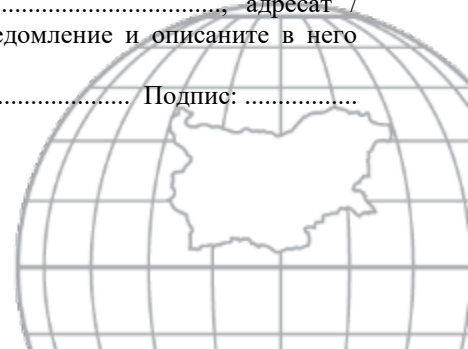 ................................, адресат /
едомление и описаните в него
................... Подпис: .................